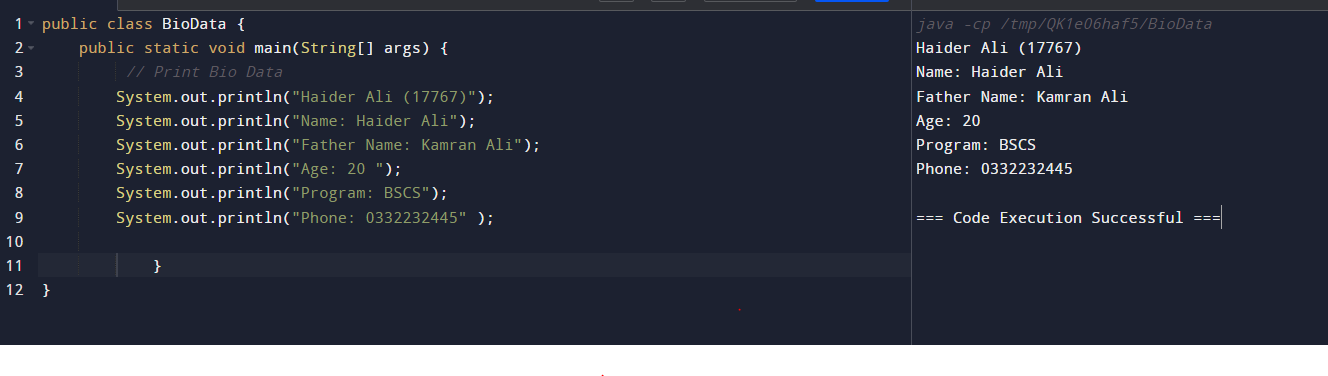 1 public class BioData {
2     public static void main(String[] args) {
3          // Print Bio Data
4         System.out.println("Haider Ali (17767)");
5         System.out.println("Name: Haider Ali");
6         System.out.println("Father Name: Kamran Ali");
7         System.out.println("Age: 20 ");
8         System.out.println("Program: BSCS");
9         System.out.println("Phone: 0332232445" );
10
11             }
12 }
java -cp /tmp/QK1e06haf5/BioData
Haider Ali (17767)
Name: Haider Ali
Father Name: Kamran Ali
Age: 20
Program: BSCS
Phone: 0332232445
=== Code Execution Successful ===